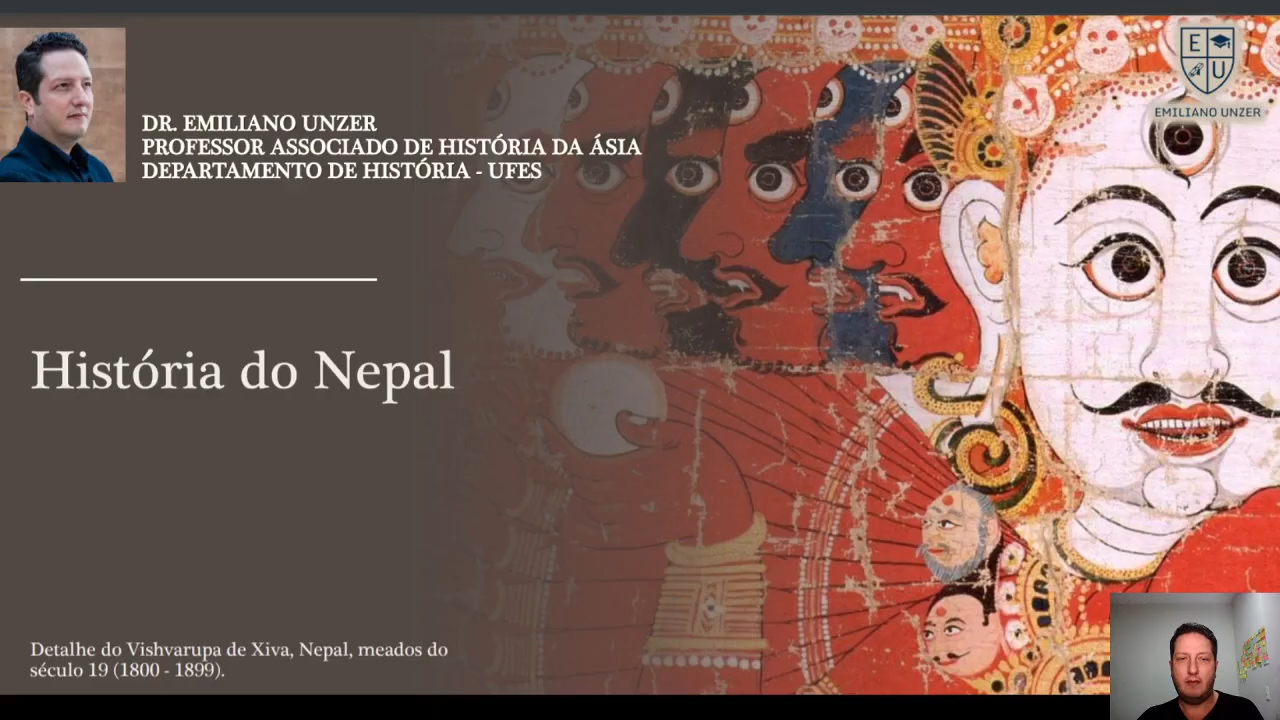 DR. EMILIANO UNZER
PROFESSOR ASSOCIADO DE HISTÓRIA DA ÁSIA
DEPARTAMENTO DE HISTÓRIA - UFES
E
U
EMILIANO UNZER
História do Nepal
Detalhe do Vishvarupa de Xiva, Nepal, meados do
século 19 (1800 - 1899).